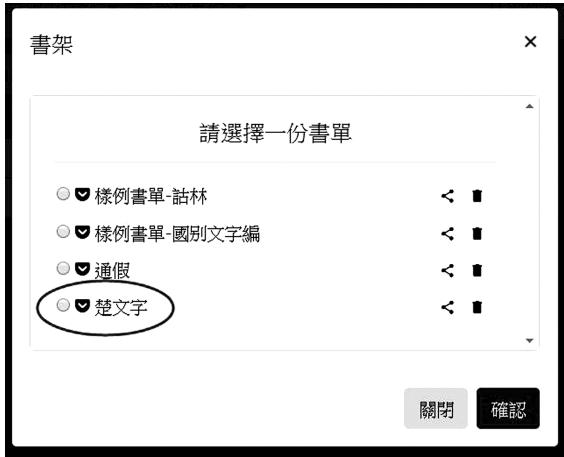 書架
請選擇一份書單
樣例書單-詁林
樣例書單-國別文字編
通假
楚文字
關閉 確認